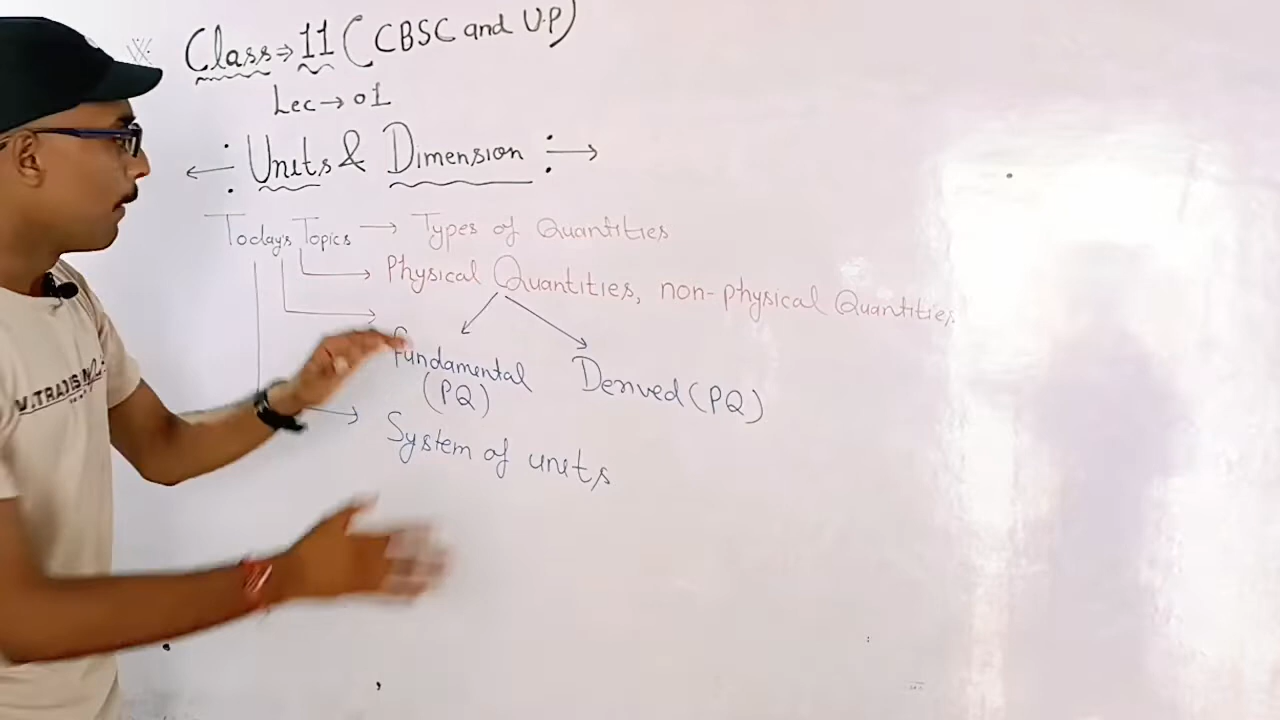 Class ⇒ 11 (CBSC and U.P)
Lec → 01
← : Units & Dimension : →
Today's Topics → Types of Quantities
→ Physical Quantities, non-physical Quantities
→ Fundamental (PQ) Derived (PQ)
→ System of units